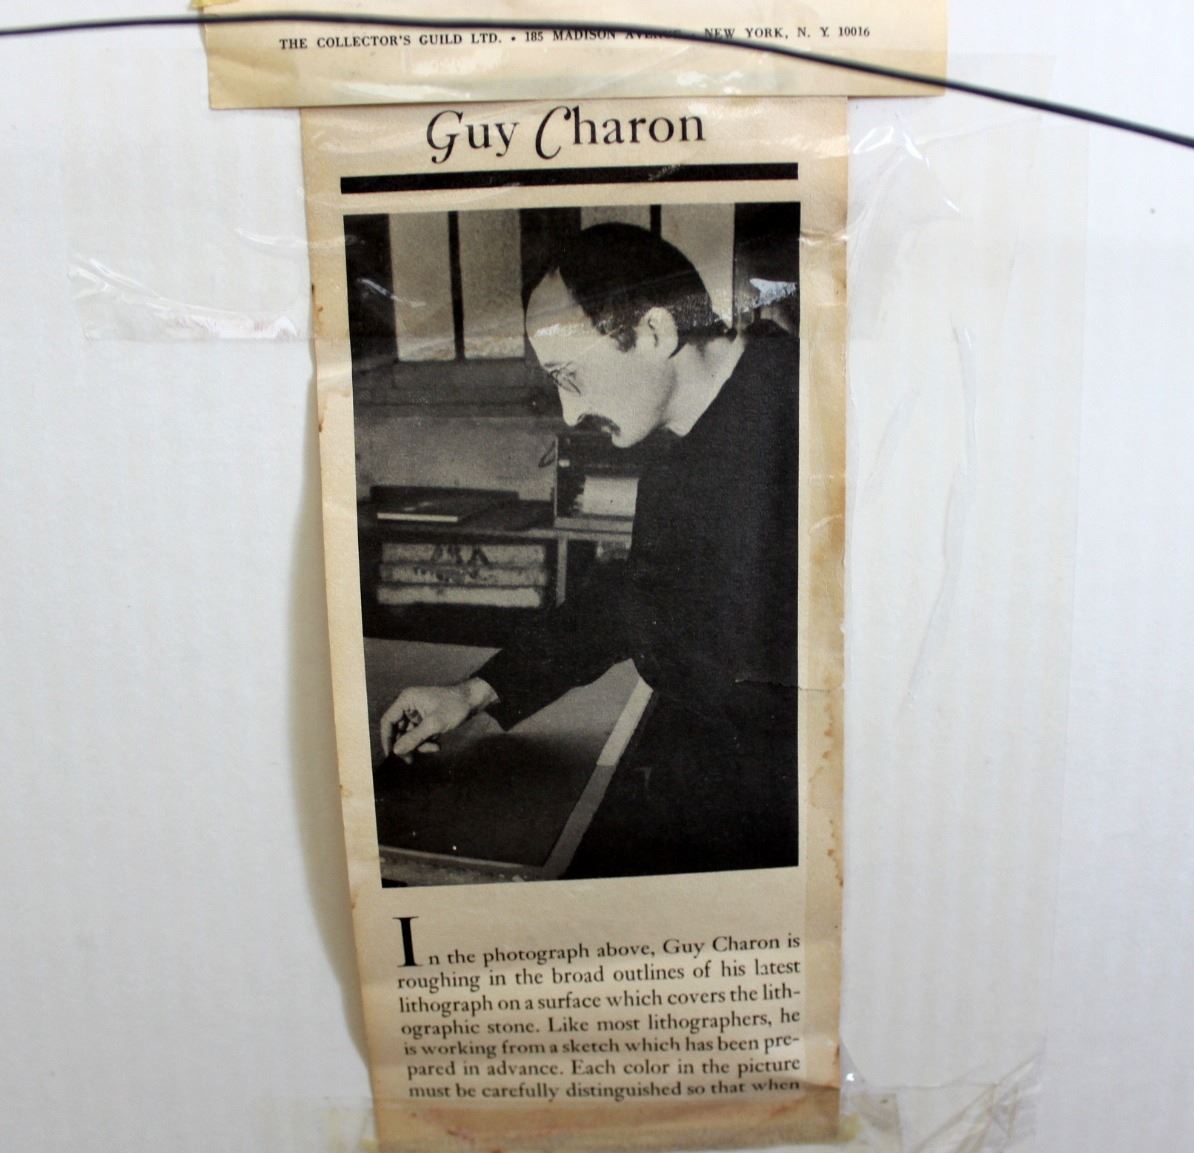 THE COLLECTOR'S GUILD LTD. • 185 MADISON AVENUE • NEW YORK, N. Y. 10016
Guy Charon
In the photograph above, Guy Charon is
roughing in the broad outlines of his latest
lithograph on a surface which covers the lith-
ographic stone. Like most lithographers, he
is working from a sketch which has been pre-
pared in advance. Each color in the picture
must be carefully distinguished so that when